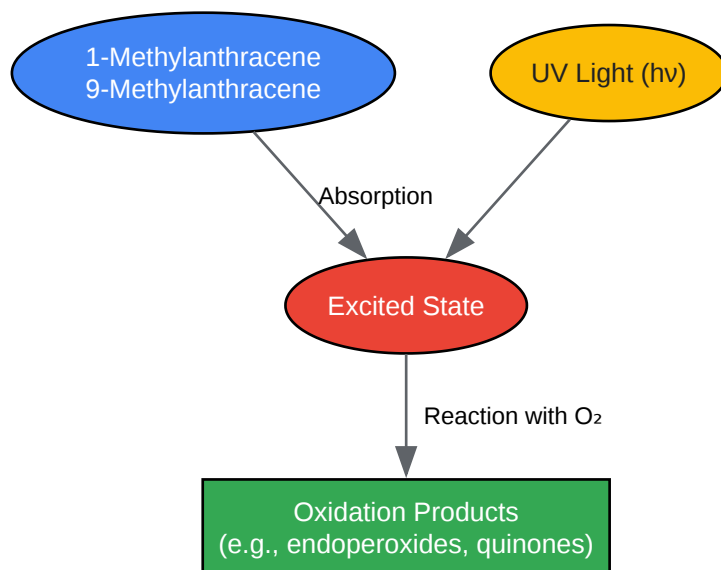 1-Methylanthracene
9-Methylanthracene
UV Light (hν)
Absorption
Excited State
Reaction with O₂
Oxidation Products
(e.g., endoperoxides, quinones)